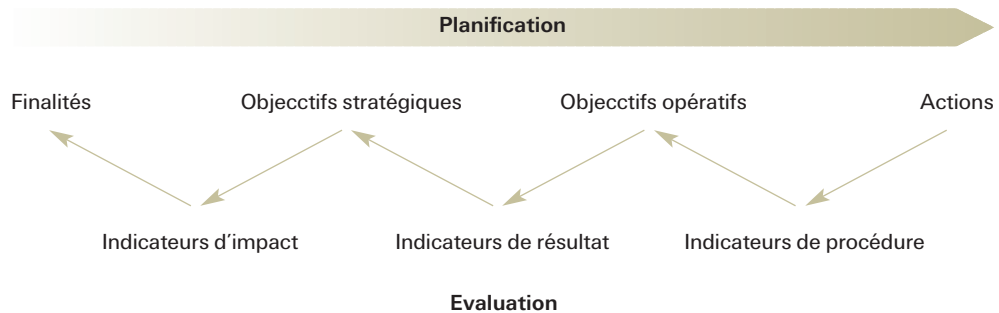 Planification
Finalités Objecctifs stratégiques Objecctifs opératifs Actions
Indicateurs d'impact Indicateurs de résultat Indicateurs de procédure
Evaluation